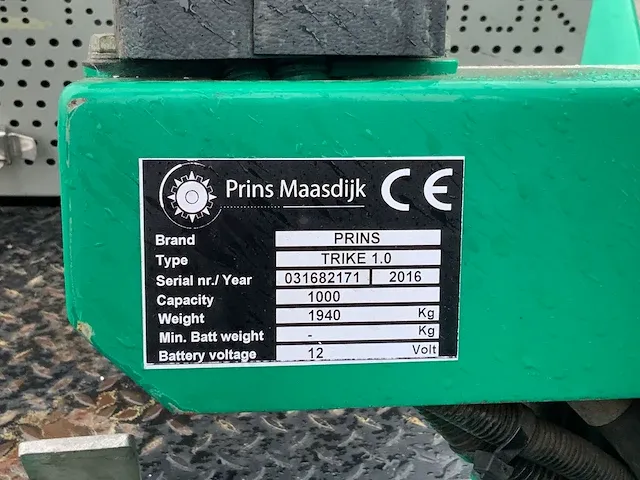 Prins Maasdijk CE
Brand PRINS
Type TRIKE 1.0
Serial nr./ Year 031682171 2016
Capacity 1000
Weight 1940 Kg
Min. Batt weight - Kg
Battery voltage 12 Volt